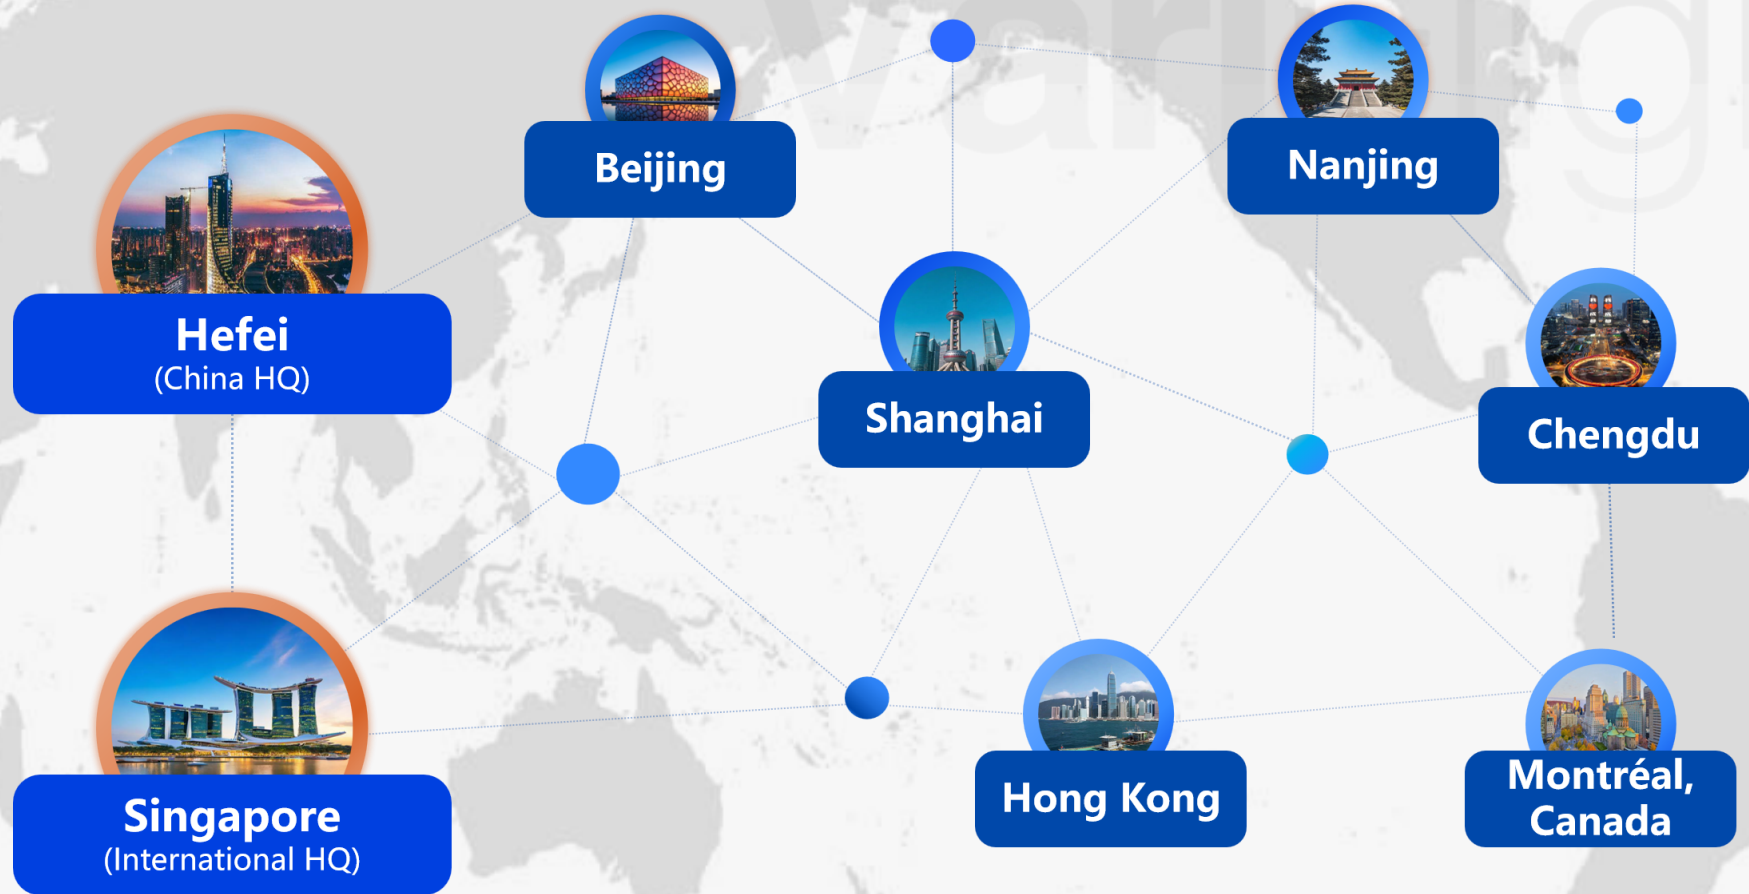 Beijing
Nanjing
Hefei
(China HQ)
Shanghai
Chengdu
Singapore
(International HQ)
Hong Kong
Montréal,
Canada